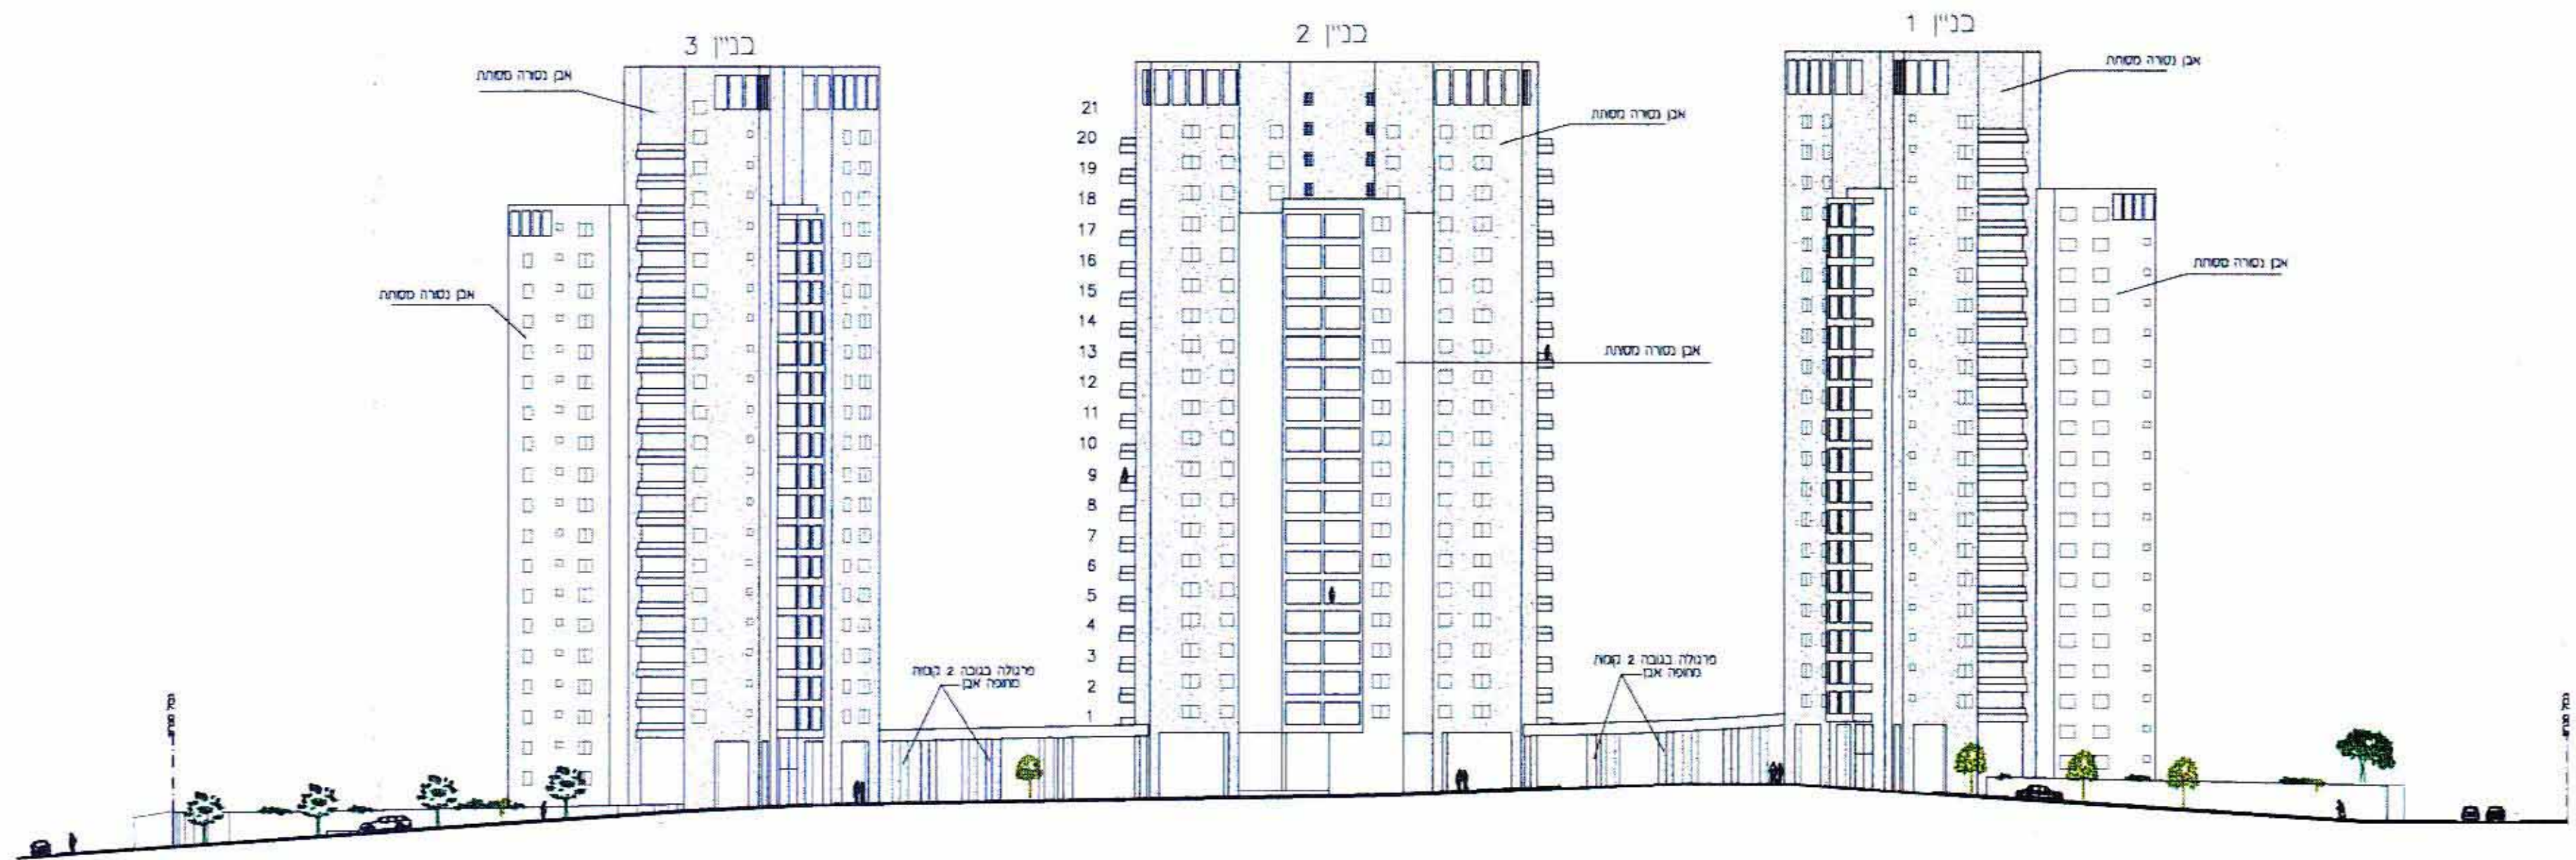 בניין 1
בניין 2
בניין 3
אבן נסורה מסותת
אבן נסורה מסותת
אבן נסורה מסותת
אבן נסורה מסותת
אבן נסורה מסותת
אבן נסורה מסותת
21
20
19
18
17
16
15
14
13
12
11
10
9
8
7
6
5
4
3
2
1
פרגולה בגובה 2 קומות
מחופה אבן
פרגולה בגובה 2 קומות
מחופה אבן